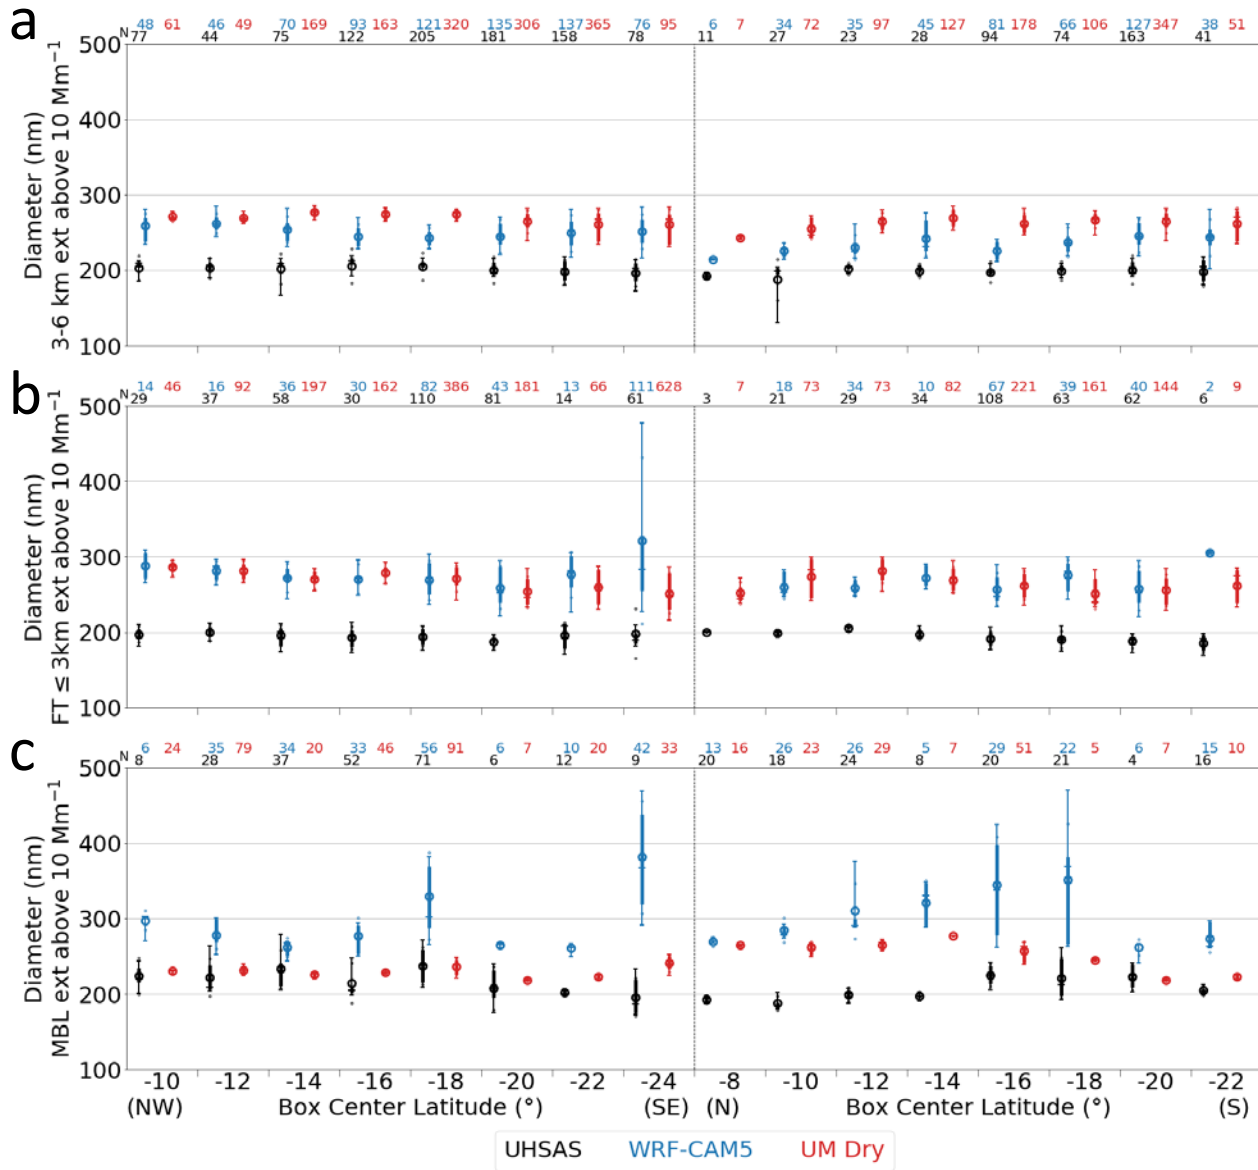 a
N 48 61 46 49 70 169 93 163 121 320 135 306 137 365 76 95 6 7 34 72 35 97 45 127 81 178 66 106 127 347 38 51
77 44 75 122 205 181 158 78 11 27 23 28 94 74 163 41
500
400
300
200
100
Diameter (nm)
3-6 km ext above 10 Mm⁻¹
b
N 14 46 16 92 36 197 30 162 82 386 43 181 13 66 111 628 7 18 73 34 73 10 82 67 221 39 161 40 144 2 9
29 37 58 30 110 81 14 61 3 21 29 34 108 63 62 6
500
400
300
200
100
Diameter (nm)
FT ≤ 3km ext above 10 Mm⁻¹
c
N 6 24 35 79 34 20 33 46 56 91 6 7 10 20 42 33 13 16 26 23 26 29 5 7 29 51 22 5 6 7 15 10
8 28 37 52 71 6 12 9 20 18 24 8 20 21 4 16
500
400
300
200
100
Diameter (nm)
MBL ext above 10 Mm⁻¹
-10 -12 -14 -16 -18 -20 -22 -24 -8 -10 -12 -14 -16 -18 -20 -22
(NW) Box Center Latitude (°) (SE) (N) Box Center Latitude (°) (S)
UHSAS WRF-CAM5 UM Dry